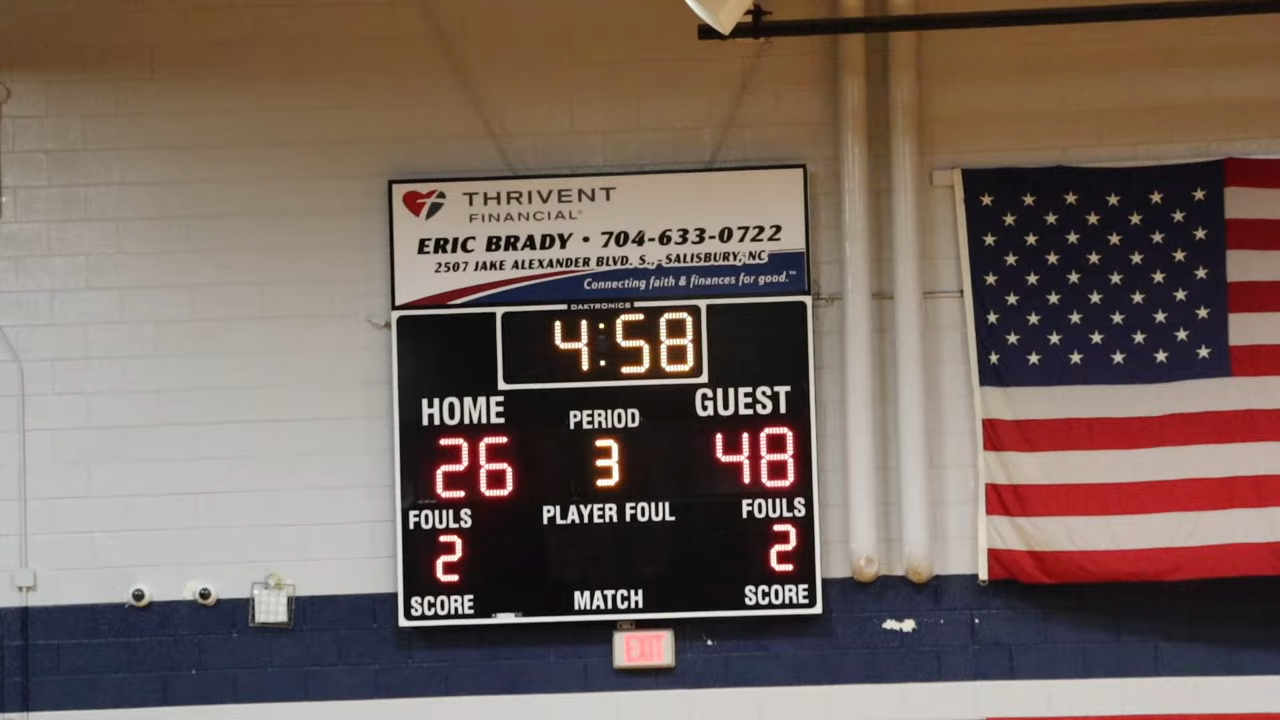 THRIVENT
FINANCIAL®
ERIC BRADY • 704-633-0722
2507 JAKE ALEXANDER BLVD. S., - SALISBURY, NC
Connecting faith & finances for good.™
DAKTRONICS
4:58
HOME PERIOD GUEST
26 3 48
FOULS PLAYER FOUL FOULS
2 2
SCORE MATCH SCORE